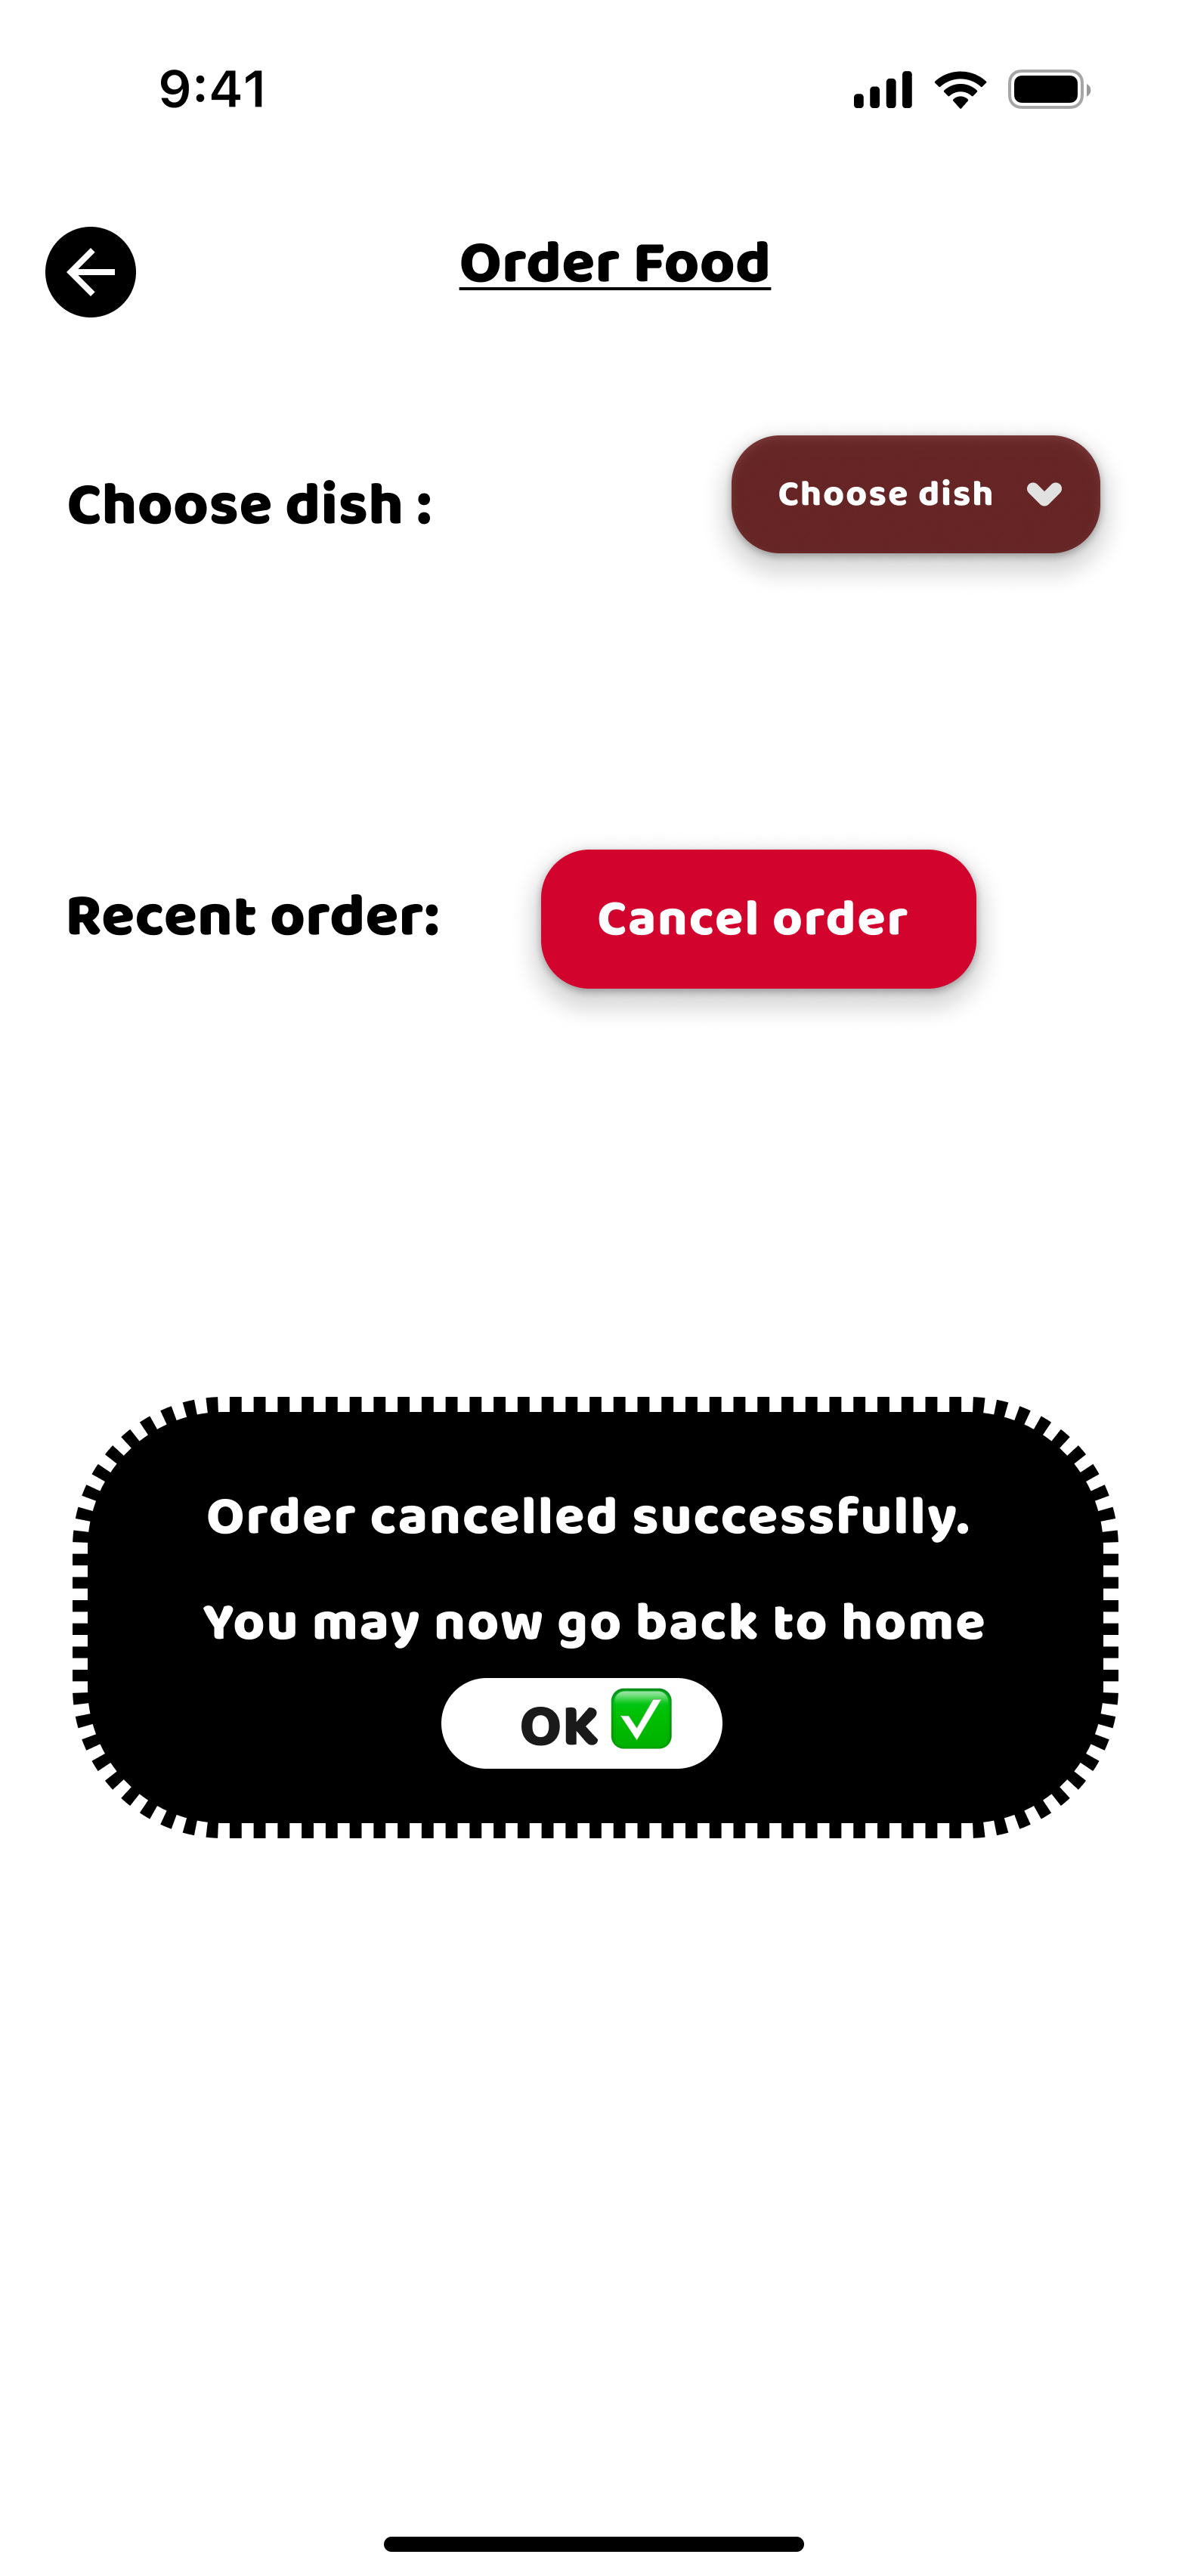 9:41
Order Food
Choose dish :
Choose dish
Recent order:
Cancel order
Order cancelled successfully.
You may now go back to home
OK ✅